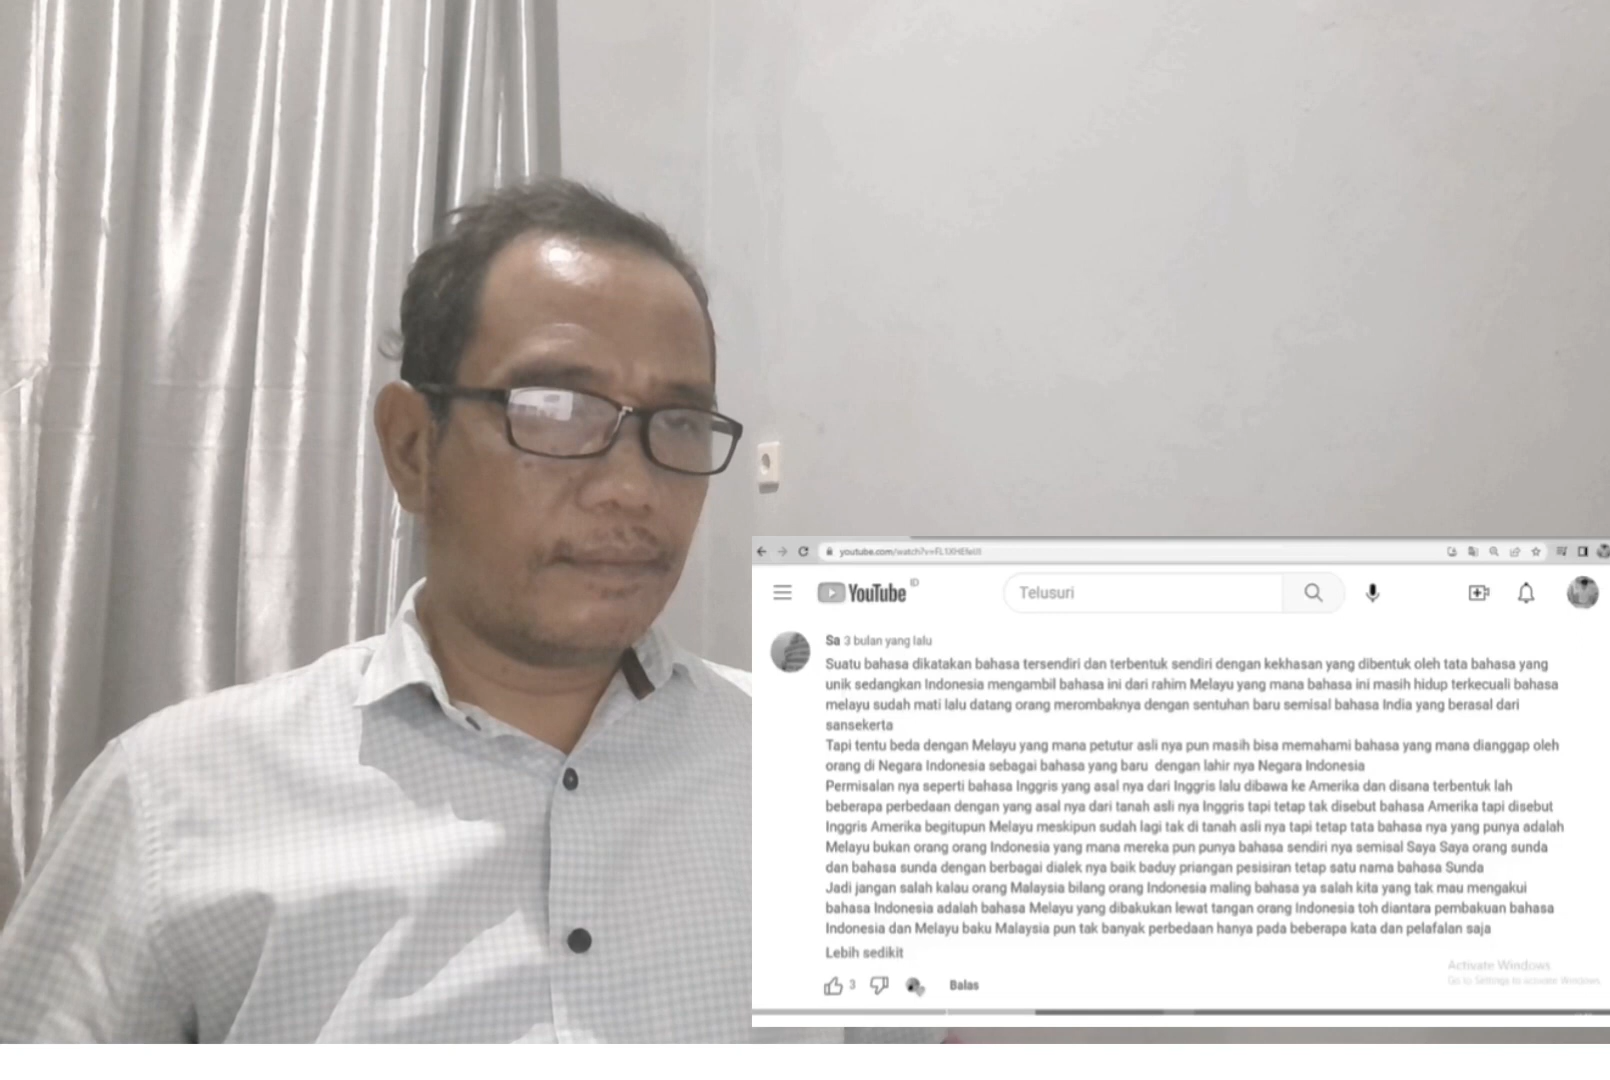 YouTube ID
Telusuri
Sa 3 bulan yang lalu
Suatu bahasa dikatakan bahasa tersendiri dan terbentuk sendiri dengan kekhasan yang dibentuk oleh tata bahasa yang
unik sedangkan Indonesia mengambil bahasa ini dari rahim Melayu yang mana bahasa ini masih hidup terkecuali bahasa
melayu sudah mati lalu datang orang merombaknya dengan sentuhan baru semisal bahasa India yang berasal dari
sansekerta
Tapi tentu beda dengan Melayu yang mana petutur asli nya pun masih bisa memahami bahasa yang mana dianggap oleh
orang di Negara Indonesia sebagai bahasa yang baru dengan lahir nya Negara Indonesia
Permisalan nya seperti bahasa Inggris yang asal nya dari Inggris lalu dibawa ke Amerika dan disana terbentuk lah
beberapa perbedaan dengan yang asal nya dari tanah asli nya Inggris tapi tetap tak disebut bahasa Amerika tapi disebut
Inggris Amerika begitupun Melayu meskipun sudah lagi tak di tanah asli nya tapi tetap tata bahasa nya yang punya adalah
Melayu bukan orang orang Indonesia yang mana mereka pun punya bahasa sendiri nya semisal Saya Saya orang sunda
dan bahasa sunda dengan berbagai dialek nya baik baduy priangan pesisiran tetap satu nama bahasa Sunda
Jadi jangan salah kalau orang Malaysia bilang orang Indonesia maling bahasa ya salah kita yang tak mau mengakui
bahasa Indonesia adalah bahasa Melayu yang dibakukan lewat tangan orang Indonesia toh diantara pembakuan bahasa
Indonesia dan Melayu baku Malaysia pun tak banyak perbedaan hanya pada beberapa kata dan pelafalan saja
Lebih sedikit
3 Balas
Activate Windows
Go to Settings to activate Windows.